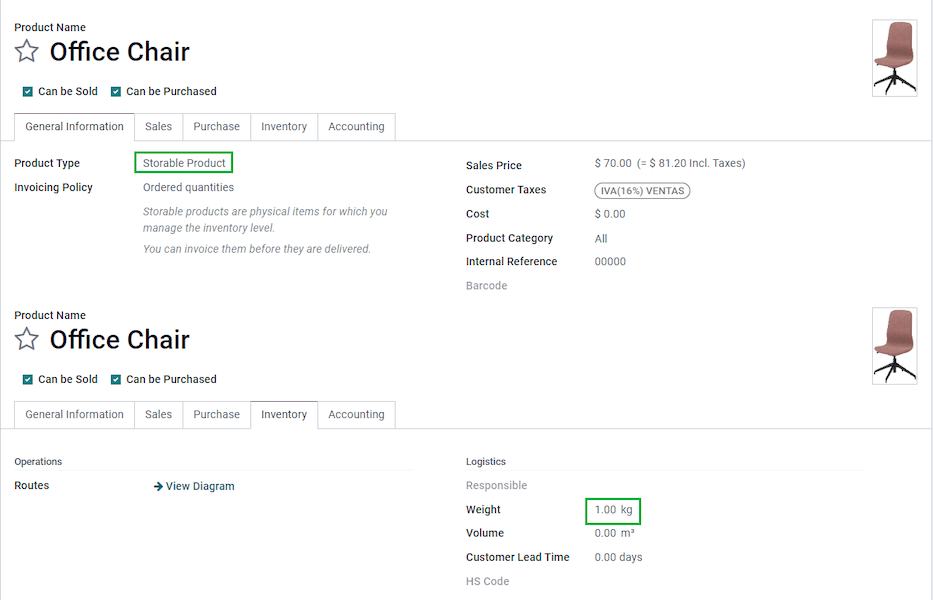 Product Name
Office Chair
Can be Sold Can be Purchased
General Information Sales Purchase Inventory Accounting
Product Type Storable Product
Invoicing Policy Ordered quantities
Storable products are physical items for which you
manage the inventory level.
You can invoice them before they are delivered.
Sales Price $ 70.00 (= $ 81.20 Incl. Taxes)
Customer Taxes IVA(16%) VENTAS
Cost $ 0.00
Product Category All
Internal Reference 00000
Barcode
Product Name
Office Chair
Can be Sold Can be Purchased
General Information Sales Purchase Inventory Accounting
Operations
Routes View Diagram
Logistics
Responsible
Weight 1.00 kg
Volume 0.00 m³
Customer Lead Time 0.00 days
HS Code